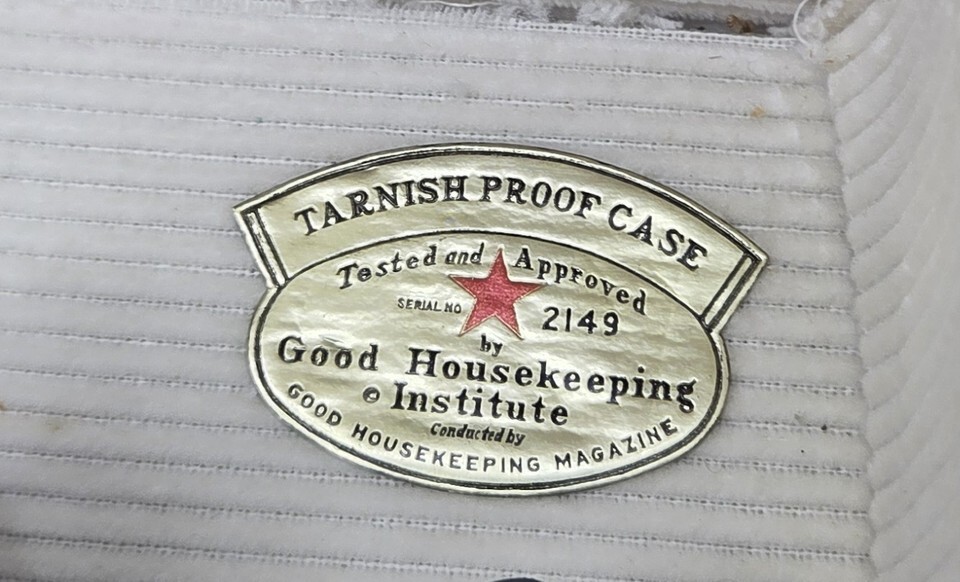 TARNISH PROOF CASE
Tested and Approved
SERIAL NO 2149
by
Good Housekeeping
© Institute
Conducted by
GOOD HOUSEKEEPING MAGAZINE